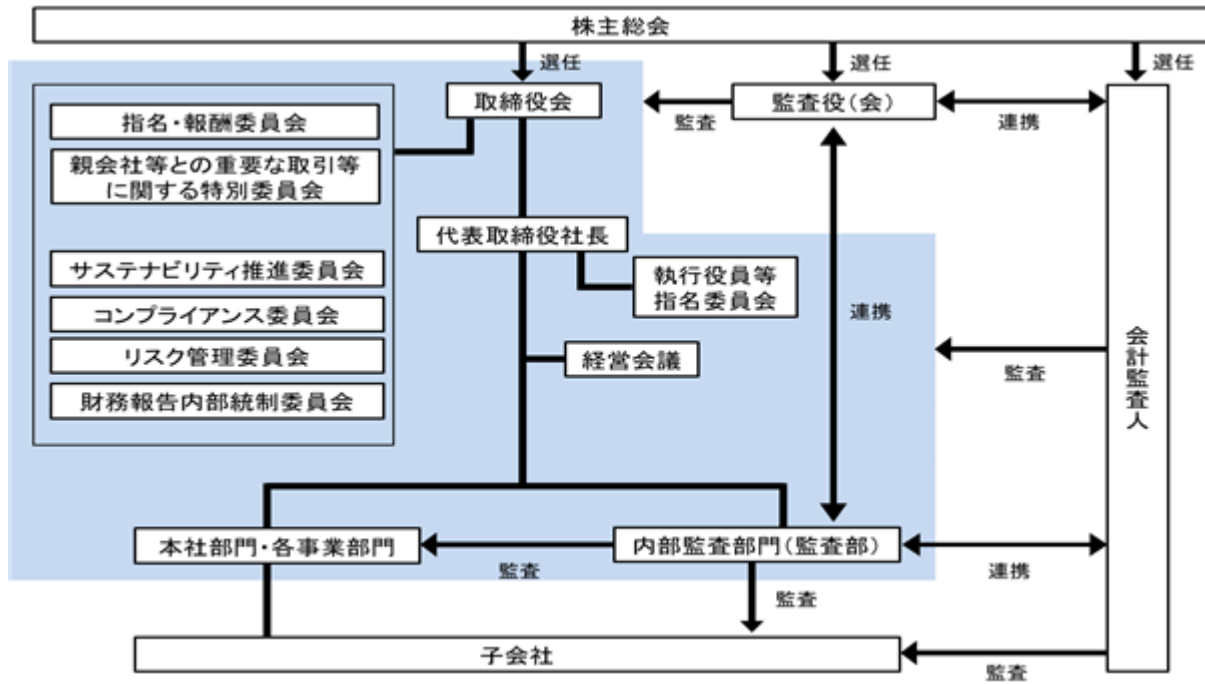 株主総会
選任
選任
選任
取締役会
監査役(会)
監査
連携
指名・報酬委員会
親会社等との重要な取引等
に関する特別委員会
代表取締役社長
サステナビリティ推進委員会
執行役員等
指名委員会
コンプライアンス委員会
連携
リスク管理委員会
経営会議
監査
会計監査人
財務報告内部統制委員会
本社部門・各事業部門
内部監査部門(監査部)
監査
連携
監査
子会社
監査